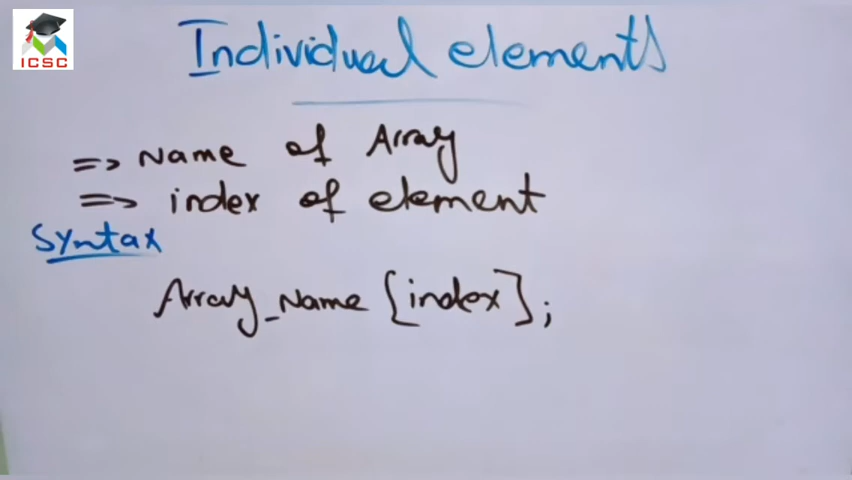 ICSC
Individual elements
=> Name of Array
=> index of element
Syntax
Array_Name [index];